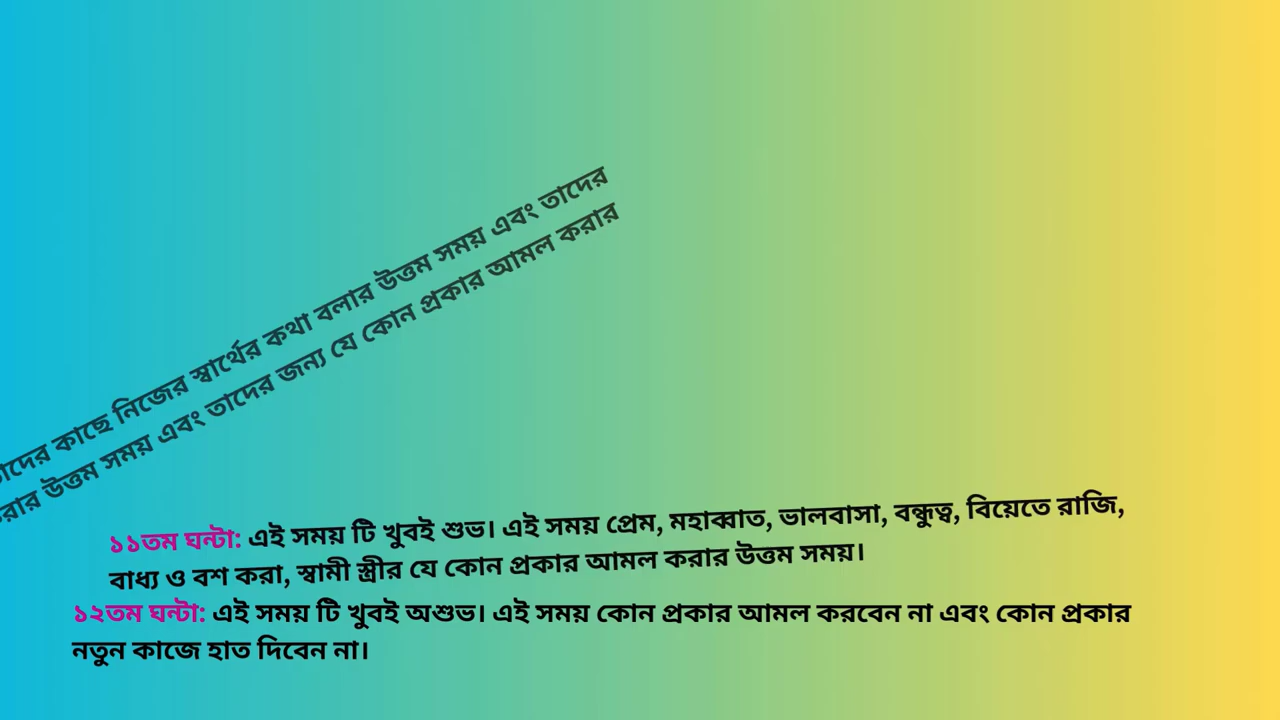 কাছে নিজের স্বার্থের কথা বলার উত্তম সময় এবং তাদের
উত্তম সময় এবং তাদের জন্য যে কোন প্রকার আমল করার
১১তম ঘন্টা: এই সময় টি খুবই শুভ। এই সময় প্রেম, মহাব্বাত, ভালবাসা, বন্ধুত্ব, বিয়েতে রাজি,
বাধ্য ও বশ করা, স্বামী স্ত্রীর যে কোন প্রকার আমল করার উত্তম সময়।
১২তম ঘন্টা: এই সময় টি খুবই অশুভ। এই সময় কোন প্রকার আমল করবেন না এবং কোন প্রকার
নতুন কাজে হাত দিবেন না।